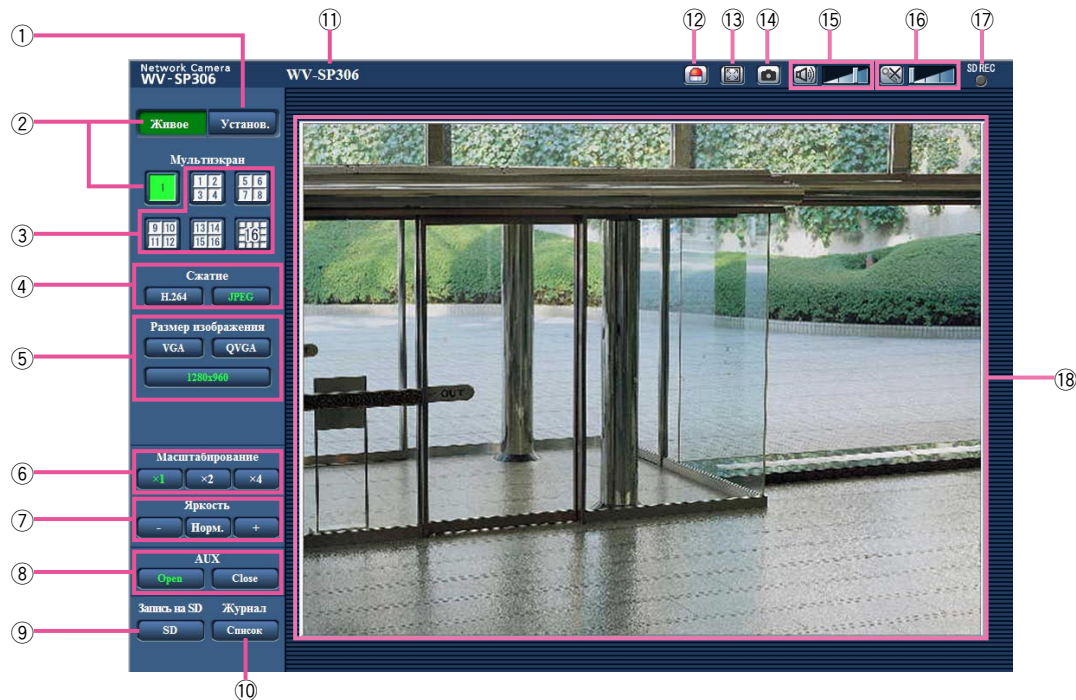 ⑪ ⑫ ⑬ ⑭ ⑮ ⑯ ⑰
①
Network Camera
WV-SP306
WV-SP306
SD REC
②
Живое Установ.
Мультиэкран
1
1 2
3 4
5 6
7 8
③
9 10
11 12
13 14
15 16
16
④
Сжатие
H.264 JPEG
⑤
Размер изображения
VGA QVGA
1280x960
OUT
⑱
⑥
Масштабирование
×1 ×2 ×4
⑦
Яркость
- Норм. +
⑧
AUX
Open Close
Запись на SD Журнал
⑨
SD Список
⑩